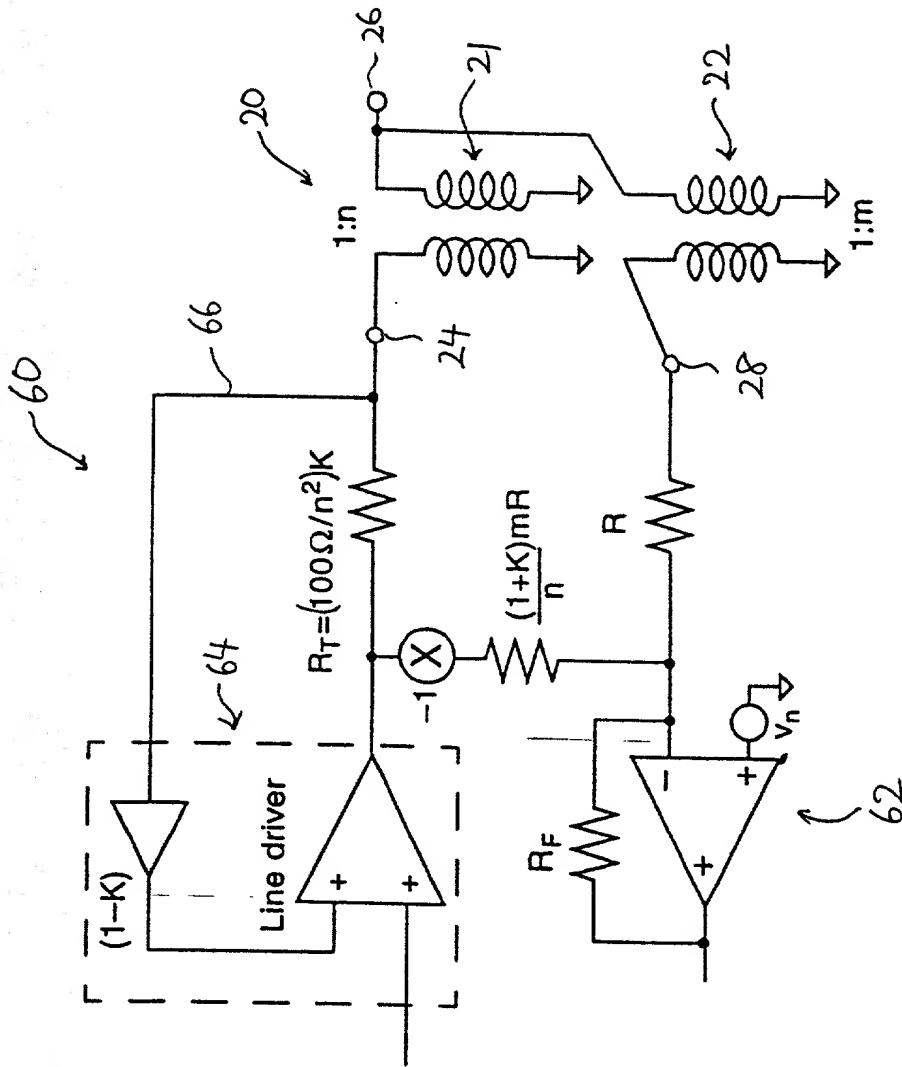 60
66
20
26
1:n
21
64
(1−K)
R_T=(100Ω/n²)K
24
Line driver
+
+
−1
X
(1+K)mR
n
22
R
28
1:m
R_F
−
+
+
v_n
62